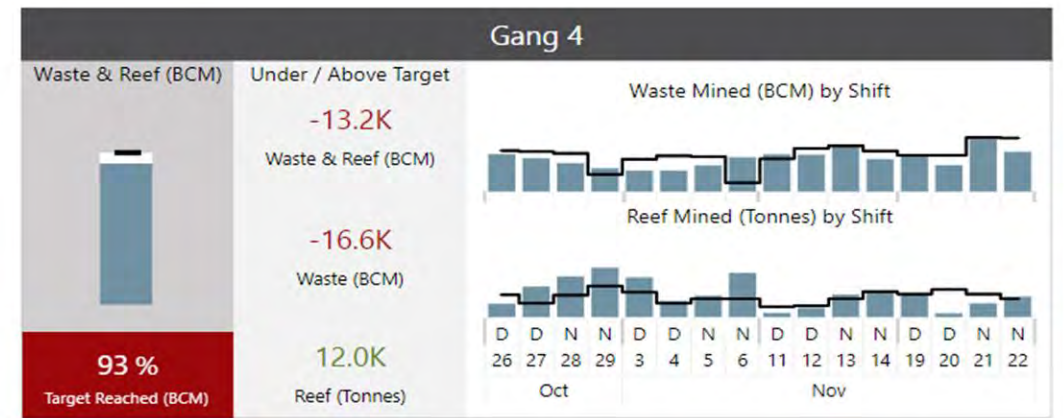 Gang 4
Waste & Reef (BCM)
93 %
Target Reached (BCM)
Under / Above Target
-13.2K
Waste & Reef (BCM)
-16.6K
Waste (BCM)
12.0K
Reef (Tonnes)
Waste Mined (BCM) by Shift
Reef Mined (Tonnes) by Shift
D D N N D D N N D D N N D D N N
26 27 28 29 3 4 5 6 11 12 13 14 19 20 21 22
Oct Nov